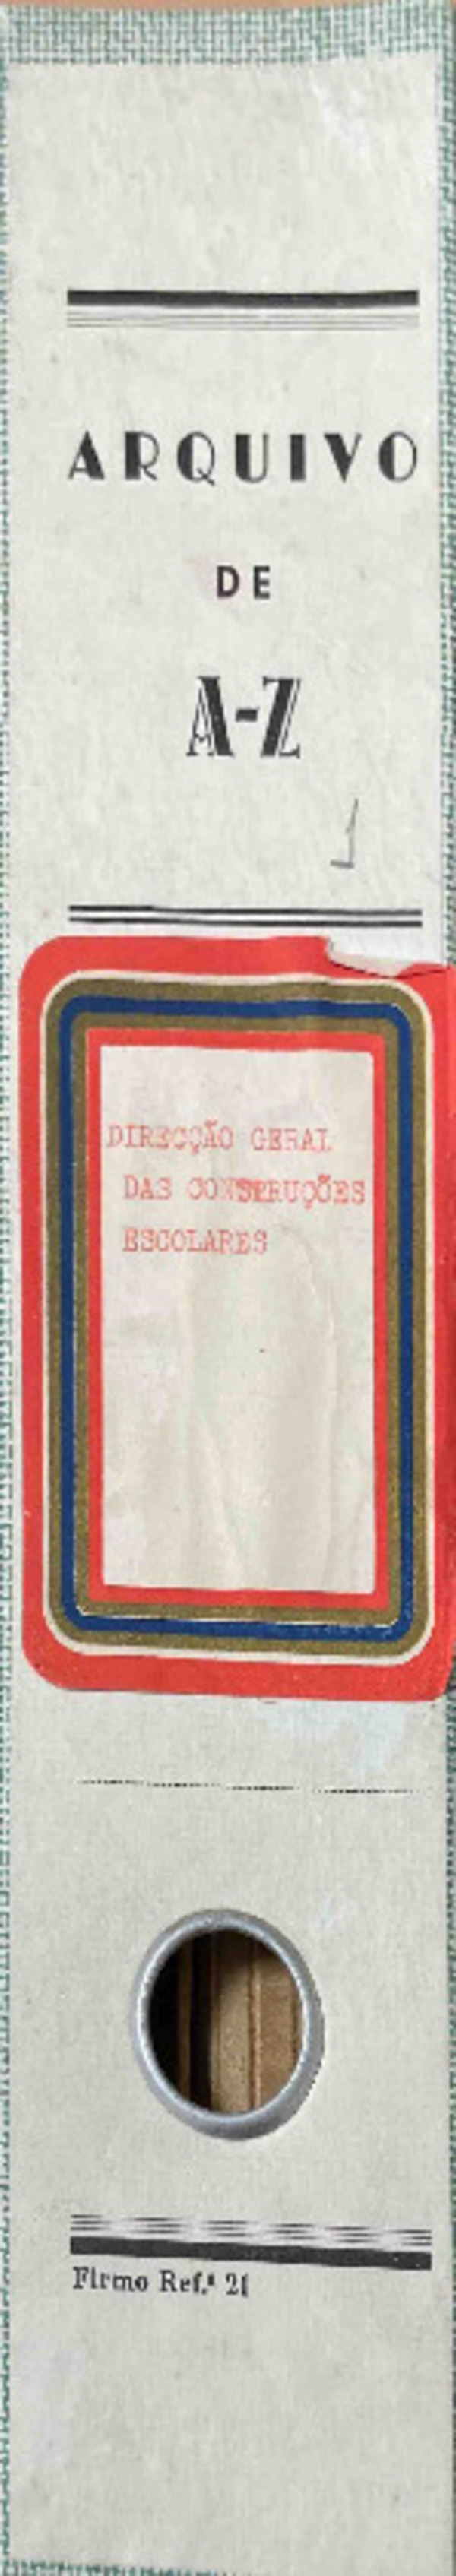 ARQUIVO
DE
A-Z
1
DIRECÇÃO GERAL
DAS CONSTRUÇÕES
ESCOLARES
Firmo Ref.ª 21